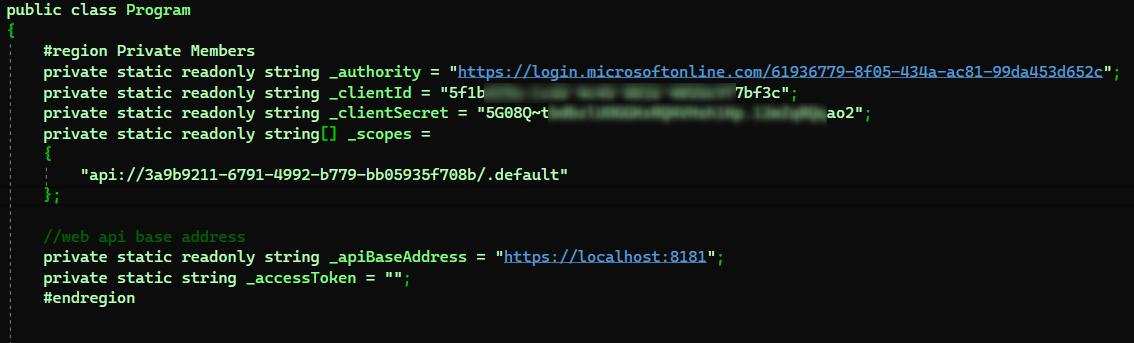 public class Program
{
#region Private Members
private static readonly string _authority = "https://login.microsoftonline.com/61936779-8f05-434a-ac81-99da453d652c";
private static readonly string _clientId = "5f1b 7bf3c";
private static readonly string _clientSecret = "5G08Q~t ao2";
private static readonly string[] _scopes =
{
"api://3a9b9211-6791-4992-b779-bb05935f708b/.default"
};
//web api base address
private static readonly string _apiBaseAddress = "https://localhost:8181";
private static string _accessToken = "";
#endregion